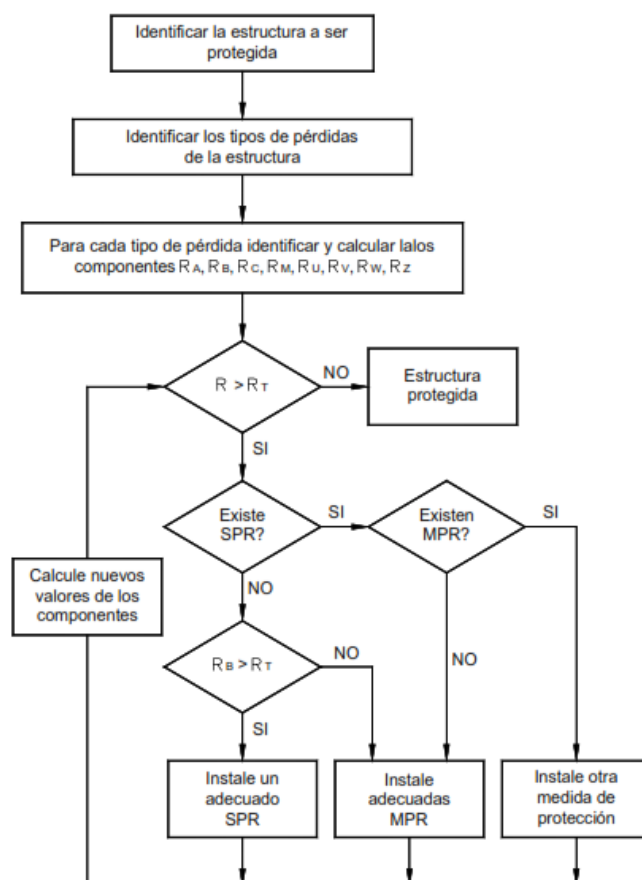 Identificar la estructura a ser
protegida
Identificar los tipos de pérdidas
de la estructura
Para cada tipo de pérdida identificar y calcular lalos
componentes RA, RB, RC, RM, RU, RV, RW, RZ
R > RT
NO
Estructura
protegida
SI
Existe
SPR?
SI
Existen
MPR?
SI
Calcule nuevos
valores de los
componentes
NO
NO
RB > RT
NO
SI
Instale un
adecuado
SPR
Instale
adecuadas
MPR
Instale otra
medida de
protección